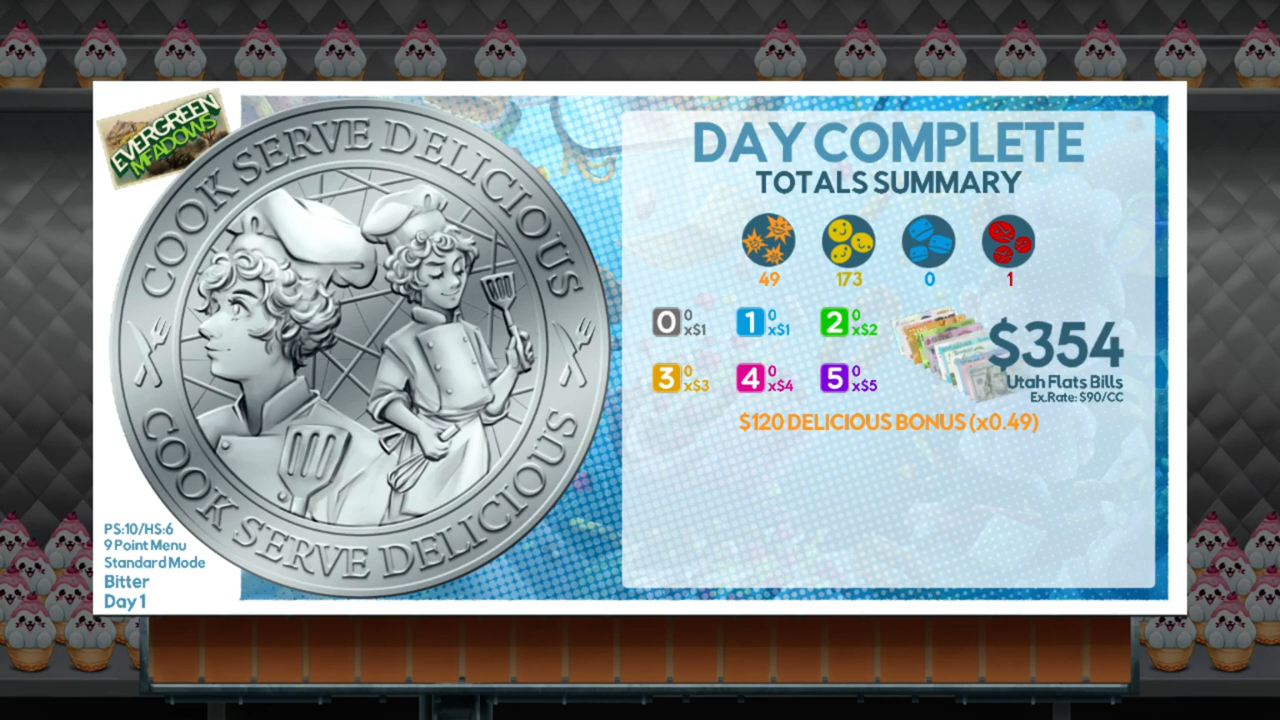 EVERGREEN
MEADOWS
COOK SERVE DELICIOUS
COOK SERVE DELICIOUS
PS:10/HS:6
9 Point Menu
Standard Mode
Bitter
Day 1
DAY COMPLETE
TOTALS SUMMARY
49 173 0 1
0 0 x$1 1 0 x$1 2 0 x$2
3 0 x$3 4 0 x$4 5 0 x$5
$354
Utah Flats Bills
Ex.Rate: $90/CC
$120 DELICIOUS BONUS (x0.49)